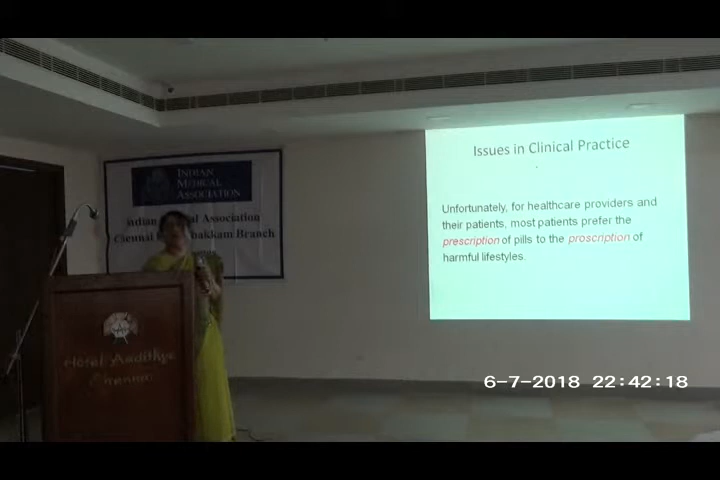 INDIAN
MEDICAL
ASSOCIATION
Indian Medical Association
Chennai Kodambakkam Branch
Issues in Clinical Practice
Unfortunately, for healthcare providers and
their patients, most patients prefer the
prescription of pills to the proscription of
harmful lifestyles.
Hotel Aadithya
Chennai
6-7-2018 22:42:18